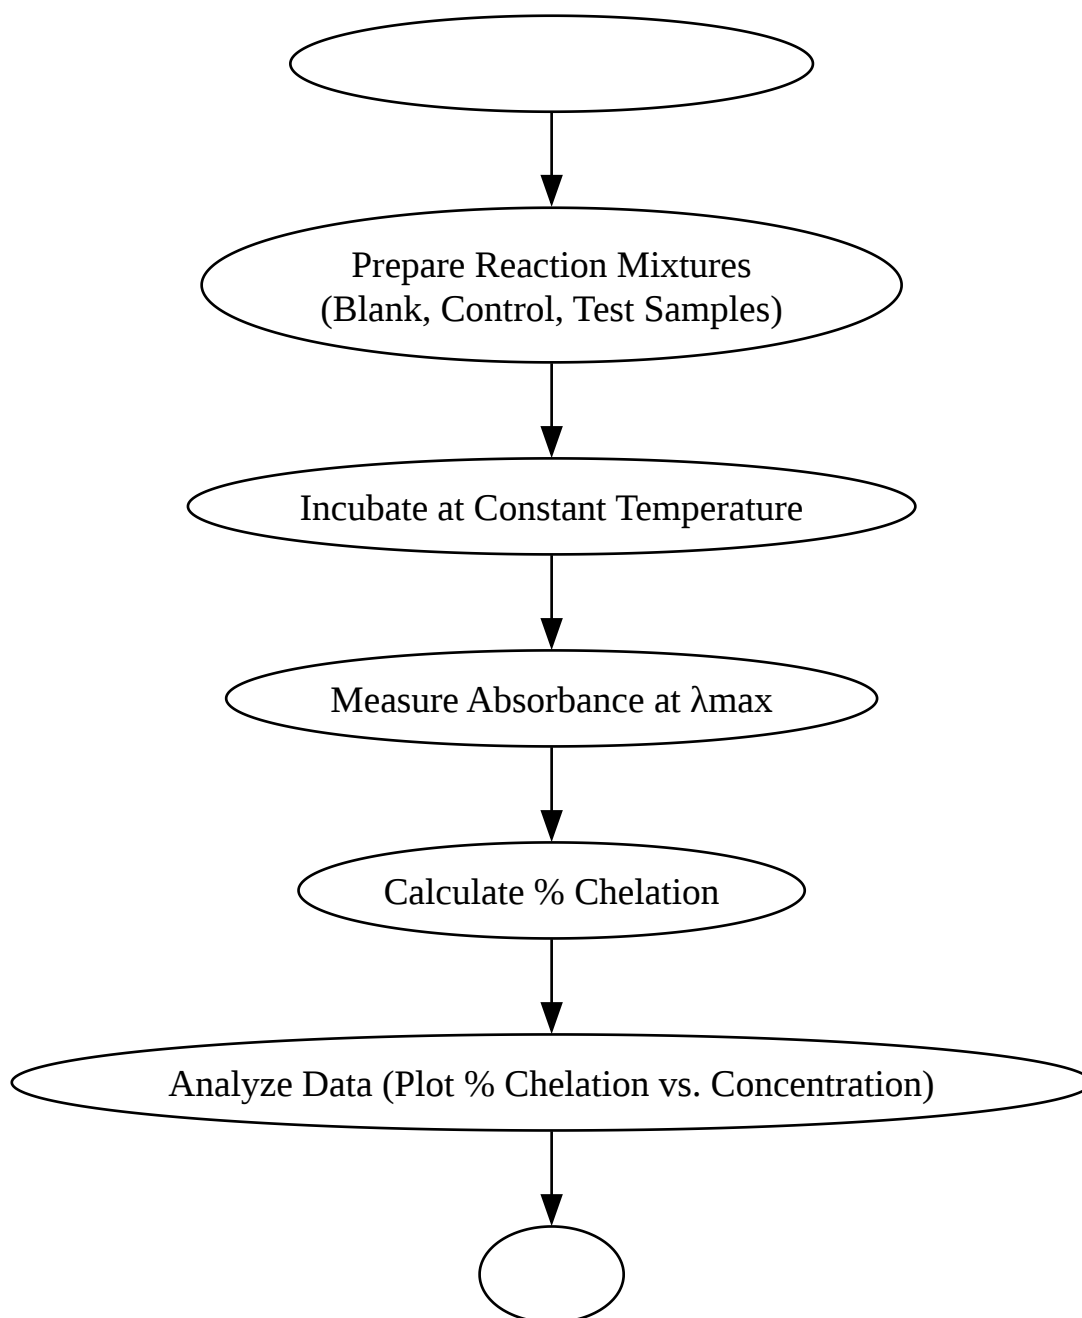 Prepare Reaction Mixtures
(Blank, Control, Test Samples)
Incubate at Constant Temperature
Measure Absorbance at λmax
Calculate % Chelation
Analyze Data (Plot % Chelation vs. Concentration)